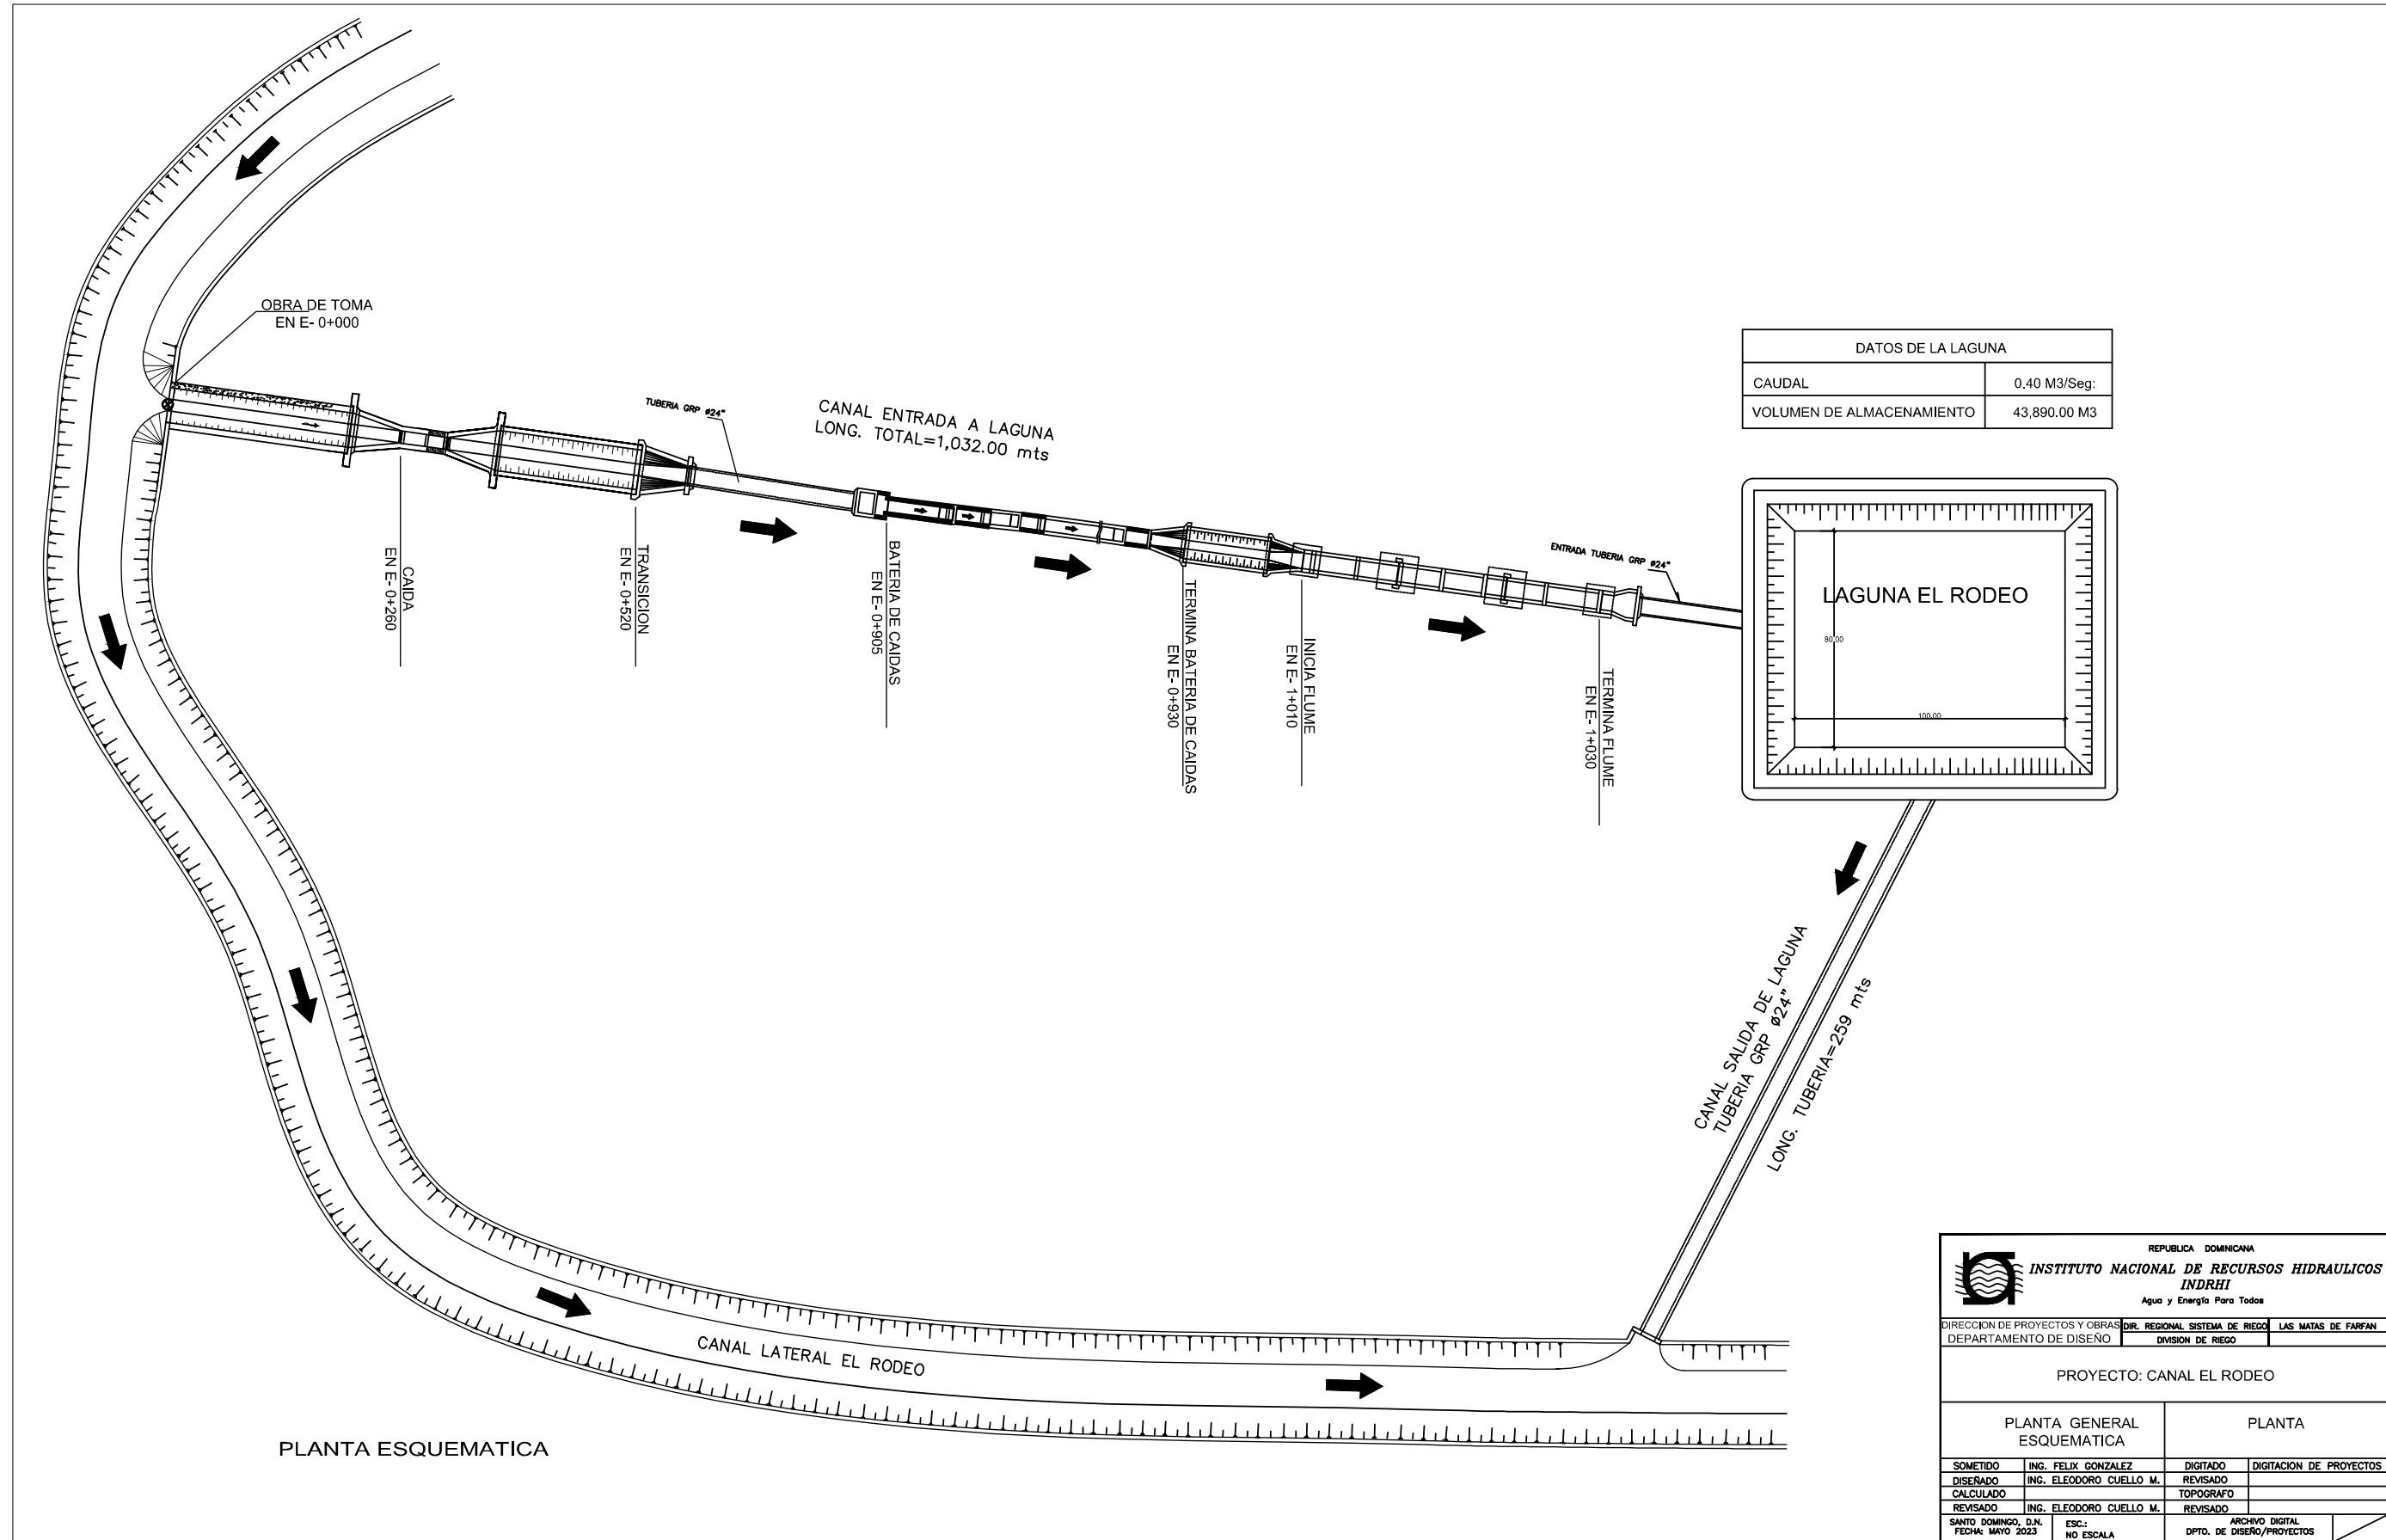 OBRA DE TOMA
EN E- 0+000
TUBERIA GRP ø24"
CANAL ENTRADA A LAGUNA
LONG. TOTAL=1,032.00 mts
CAIDA
EN E- 0+260
TRANSICION
EN E- 0+520
BATERIA DE CAIDAS
EN E- 0+905
TERMINA BATERIA DE CAIDAS
EN E- 0+930
INICIA FLUME
EN E- 1+010
TERMINA FLUME
EN E- 1+030
ENTRADA TUBERIA GRP ø24"
DATOS DE LA LAGUNA
CAUDAL 0.40 M3/Seg:
VOLUMEN DE ALMACENAMIENTO 43,890.00 M3
LAGUNA EL RODEO
80.00
100.00
CANAL SALIDA DE LAGUNA
TUBERIA GRP ø24"
LONG. TUBERIA=259 mts
CANAL LATERAL EL RODEO
PLANTA ESQUEMATICA
REPUBLICA DOMINICANA
INSTITUTO NACIONAL DE RECURSOS HIDRAULICOS
INDRHI
Agua y Energía Para Todos
DIRECCION DE PROYECTOS Y OBRAS DIR. REGIONAL SISTEMA DE RIEGO LAS MATAS DE FARFAN
DEPARTAMENTO DE DISEÑO DIVISION DE RIEGO
PROYECTO: CANAL EL RODEO
PLANTA GENERAL
ESQUEMATICA
PLANTA
SOMETIDO ING. FELIX GONZALEZ DIGITADO DIGITACION DE PROYECTOS
DISEÑADO ING. ELEODORO CUELLO M. REVISADO
CALCULADO TOPOGRAFO
REVISADO ING. ELEODORO CUELLO M. REVISADO
SANTO DOMINGO, D.N.
FECHA: MAYO 2023
ESC.:
NO ESCALA
ARCHIVO DIGITAL
DPTO. DE DISEÑO/PROYECTOS